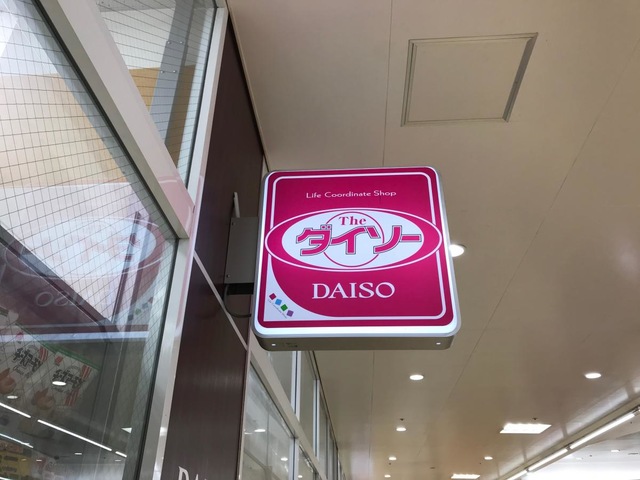 Life Coordinate Shop
The
ダイソー
DAISO